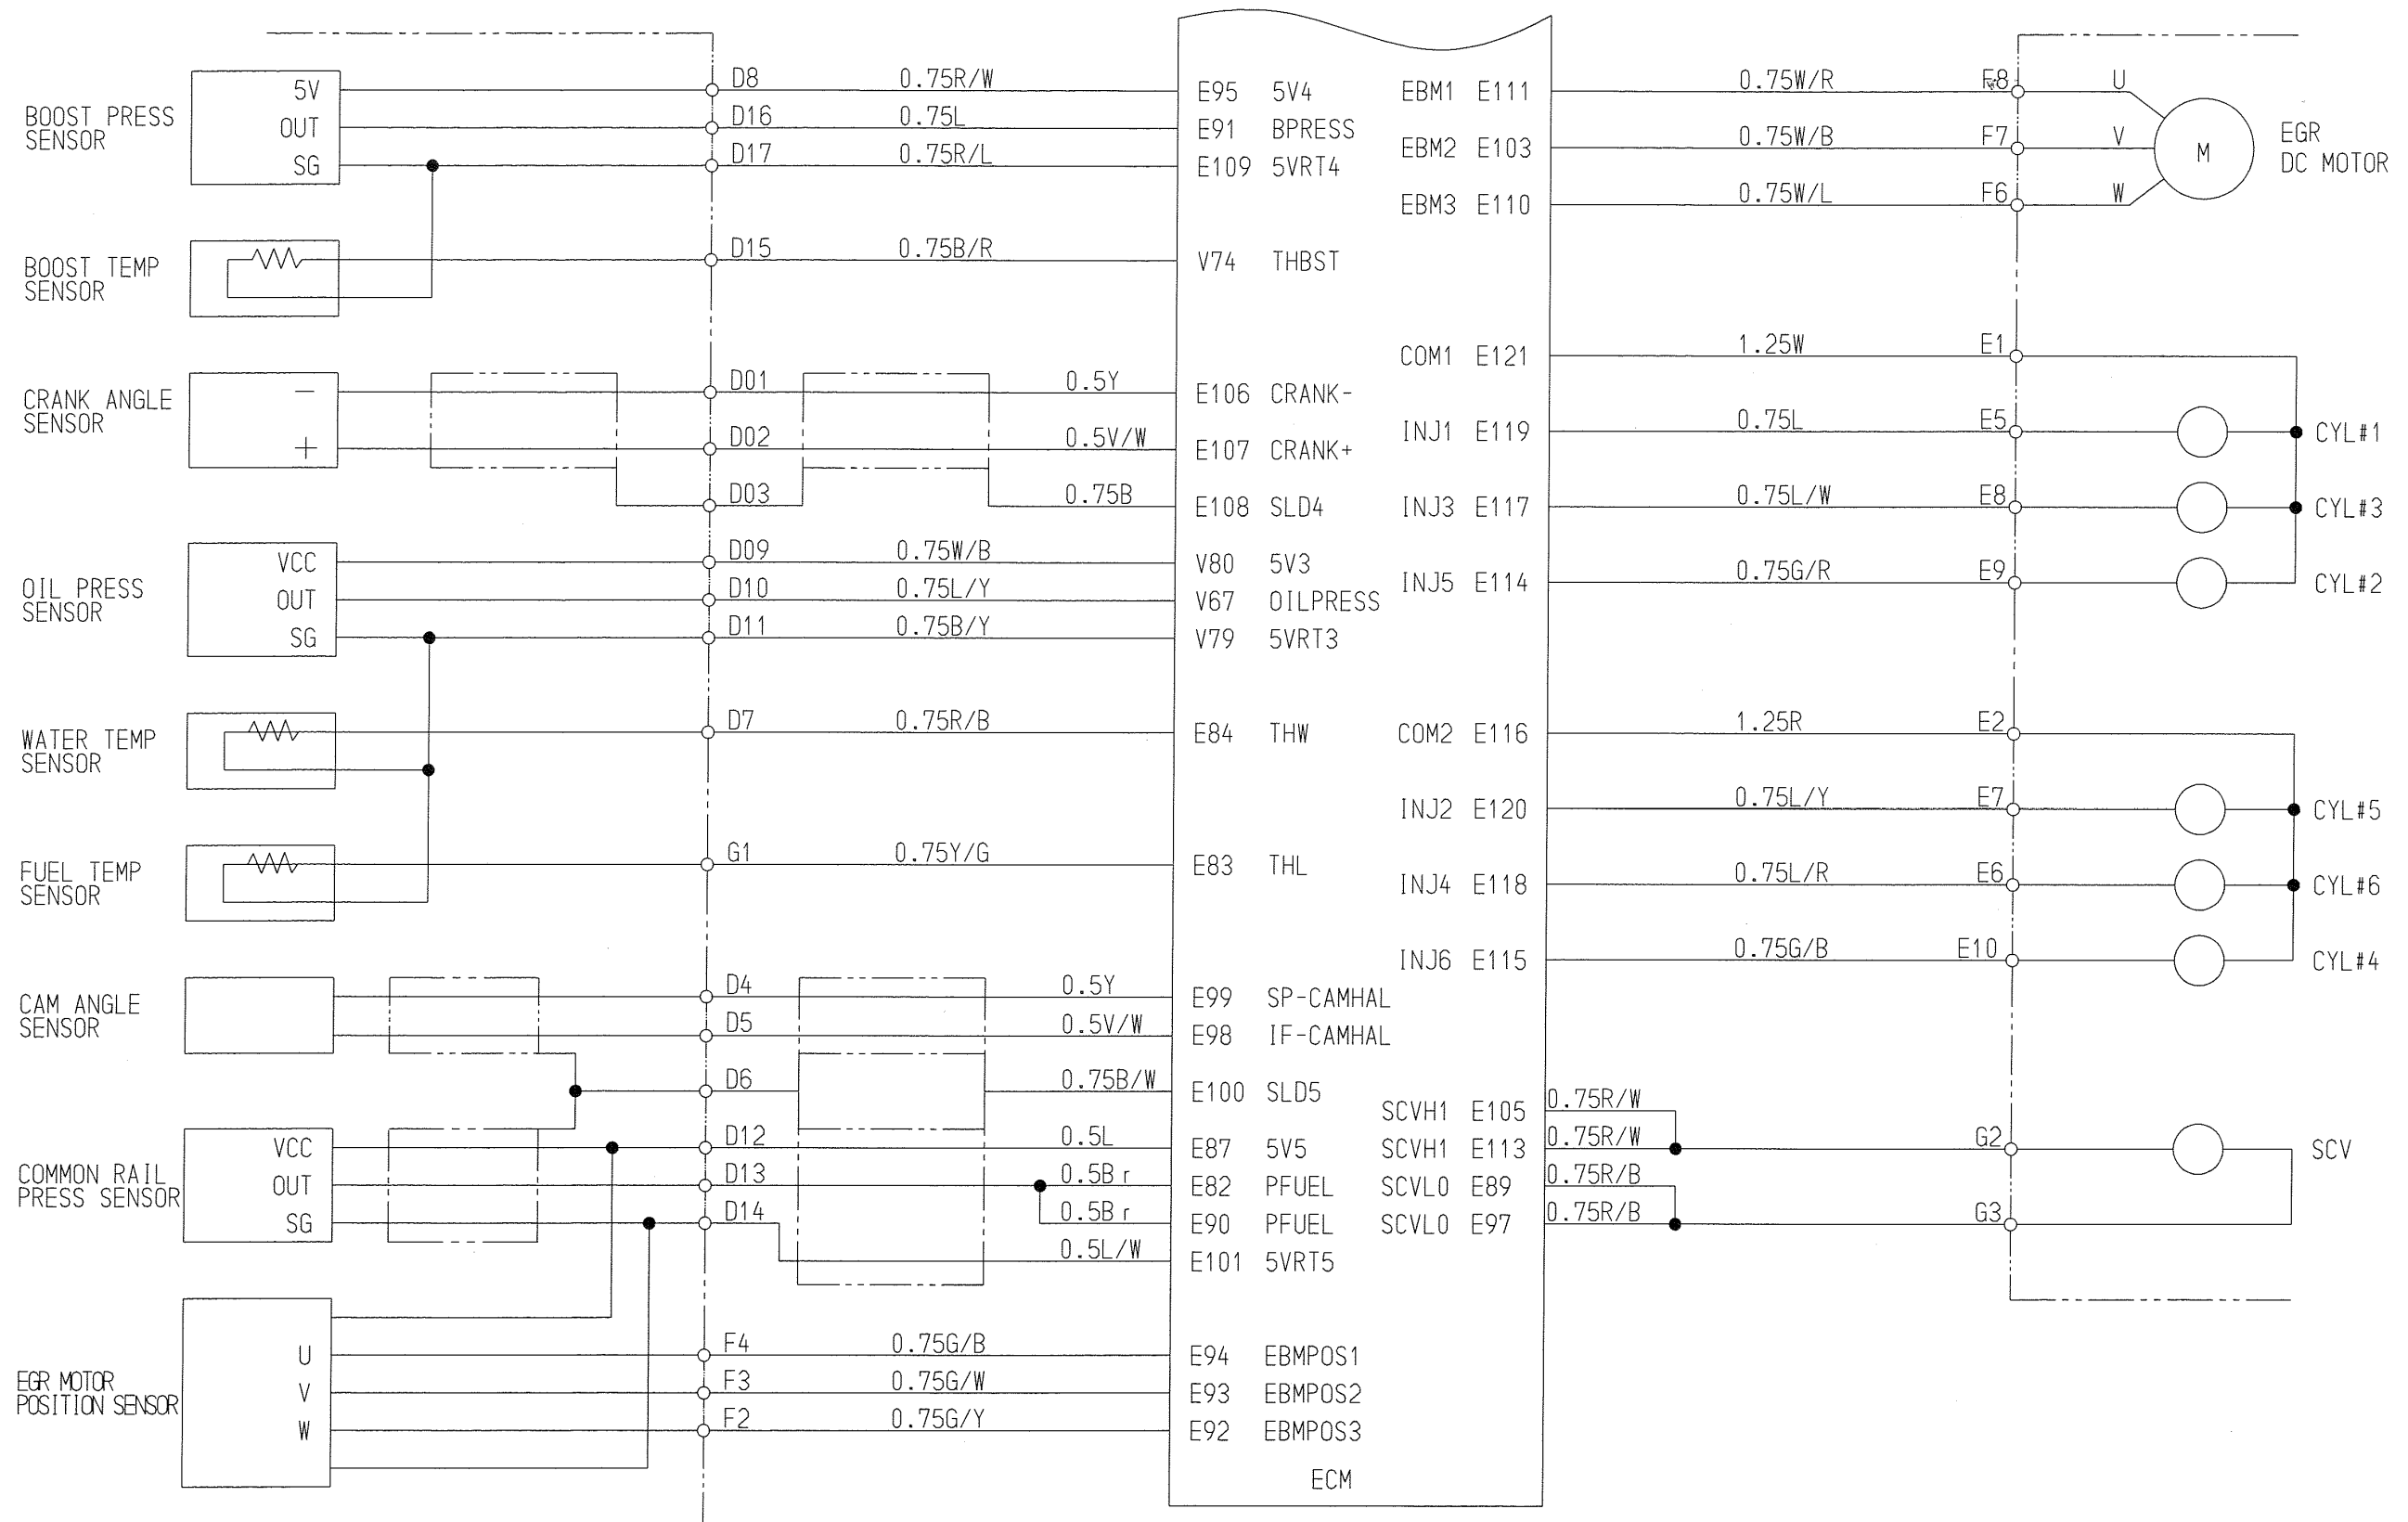 BOOST PRESS
SENSOR
5V
OUT
SG
D8 0.75R/W
D16 0.75L
D17 0.75R/L
E95 5V4
E91 BPRESS
E109 5VRT4
BOOST TEMP
SENSOR
D15 0.75B/R
V74 THBST
CRANK ANGLE
SENSOR
−
+
D01 0.5Y
D02 0.5V/W
D03 0.75B
E106 CRANK-
E107 CRANK+
E108 SLD4
OIL PRESS
SENSOR
VCC
OUT
SG
D09 0.75W/B
D10 0.75L/Y
D11 0.75B/Y
V80 5V3
V67 OILPRESS
V79 5VRT3
WATER TEMP
SENSOR
D7 0.75R/B
E84 THW
FUEL TEMP
SENSOR
G1 0.75Y/G
E83 THL
CAM ANGLE
SENSOR
D4 0.5Y
D5 0.5V/W
D6 0.75B/W
E99 SP-CAMHAL
E98 IF-CAMHAL
E100 SLD5
COMMON RAIL
PRESS SENSOR
VCC
OUT
SG
D12 0.5L
D13 0.5Br
0.5Br
D14
0.5L/W
E87 5V5
E82 PFUEL
E90 PFUEL
E101 5VRT5
EGR MOTOR
POSITION SENSOR
U
V
W
F4 0.75G/B
F3 0.75G/W
F2 0.75G/Y
E94 EBMPOS1
E93 EBMPOS2
E92 EBMPOS3
ECM
EBM1 E111 0.75W/R F8 U
EBM2 E103 0.75W/B F7 V
EBM3 E110 0.75W/L F6 W
M
EGR
DC MOTOR
COM1 E121 1.25W E1
INJ1 E119 0.75L E5 CYL#1
INJ3 E117 0.75L/W E8 CYL#3
INJ5 E114 0.75G/R E9 CYL#2
COM2 E116 1.25R E2
INJ2 E120 0.75L/Y E7 CYL#5
INJ4 E118 0.75L/R E6 CYL#6
INJ6 E115 0.75G/B E10 CYL#4
SCVH1 E105 0.75R/W
SCVH1 E113 0.75R/W G2 SCV
SCVLO E89 0.75R/B
SCVLO E97 0.75R/B G3